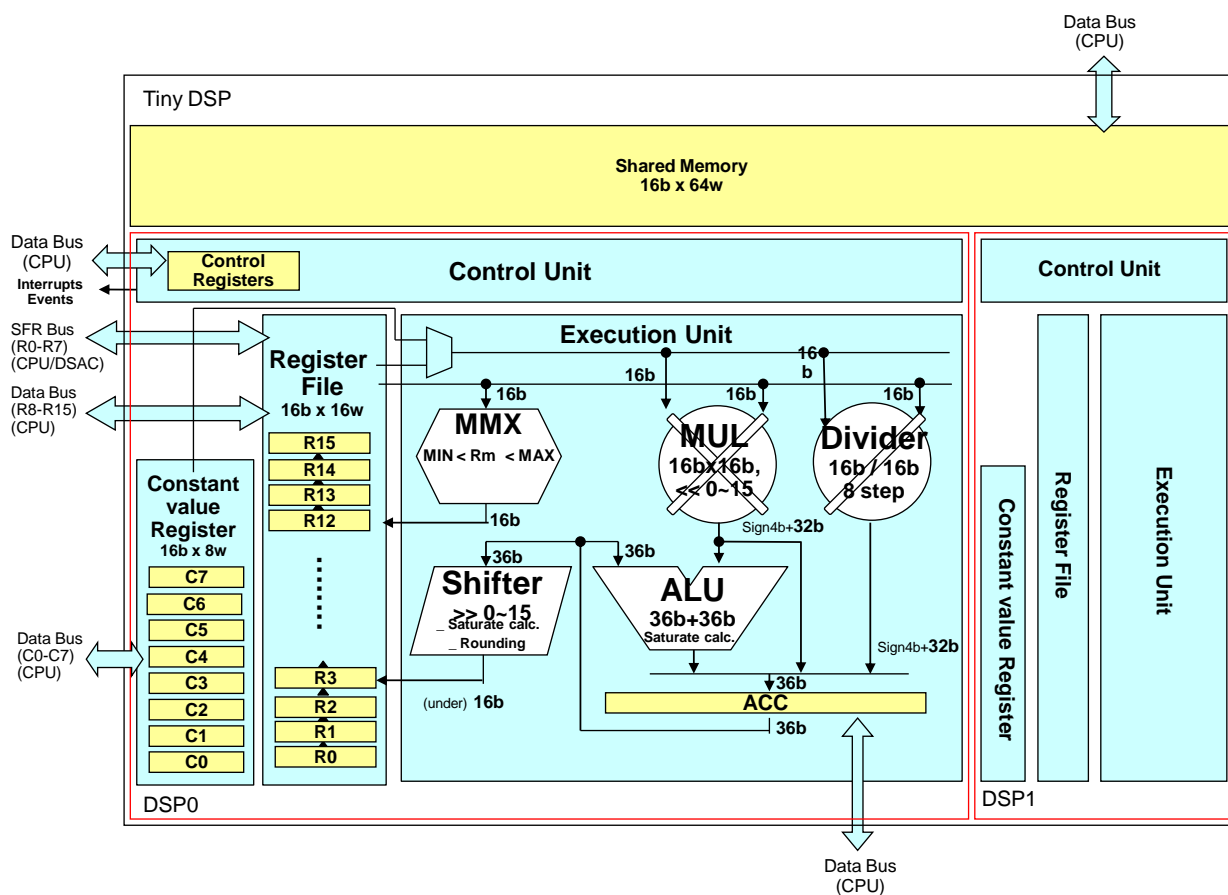 Data Bus
(CPU)
Tiny DSP
Shared Memory
16b x 64w
Data Bus
(CPU)
Interrupts
Events
Control
Registers
Control Unit
Control Unit
SFR Bus
(R0-R7)
(CPU/DSAC)
Data Bus
(R8-R15)
(CPU)
Register
File
16b x 16w
R15
R14
R13
R12
R3
R2
R1
R0
Constant
value
Register
16b x 8w
C7
C6
C5
C4
C3
C2
C1
C0
Data Bus
(C0-C7)
(CPU)
Execution Unit
16b
16b
16b
16b
16
b
16b
MMX
MIN < Rm < MAX
16b
MUL
16bx16b,
<< 0~15
Divider
16b / 16b
8 step
Sign4b+32b
36b
36b
Shifter
>> 0~15
_ Saturate calc.
_ Rounding
ALU
36b+36b
Saturate calc.
Sign4b+32b
(under) 16b
36b
ACC
36b
Constant value Register
Register File
Execution Unit
DSP0
DSP1
Data Bus
(CPU)